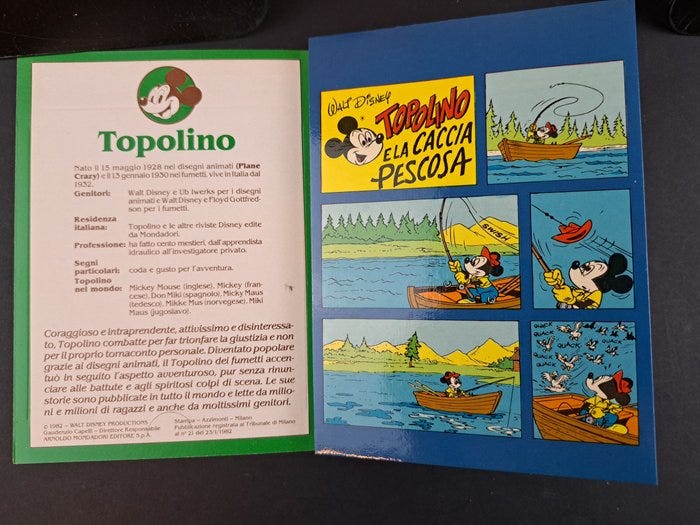 Topolino
Nato il 15 maggio 1928 nei disegni animati (Plane
Crazy) e il 13 gennaio 1930 nei fumetti, vive in Italia dal
1932.
Genitori: Walt Disney e Ub Iwerks per i disegni
animati e Walt Disney e Floyd Gottfred-
son per i fumetti.
Residenza
italiana: Topolino e le altre riviste Disney edite
da Mondadori.
Professione: ha fatto cento mestieri, dall'apprendista
idraulico all'investigatore privato.
Segni
particolari: coda e gusto per l'avventura.
Topolino
nel mondo: Mickey Mouse (inglese), Mickey (fran-
cese), Don Miki (spagnolo), Micky Maus
(tedesco), Mikke Mus (norvegese), Miki
Maus (jugoslavo).
Coraggioso e intraprendente, attivissimo e disinteressa-
to, Topolino combatte per far trionfare la giustizia e non
per il proprio tornaconto personale. Diventato popolare
grazie ai disegni animati, il Topolino dei fumetti accen-
tuò in seguito l'aspetto avventuroso, pur senza rinun-
ciare alle battute e agli spiritosi colpi di scena. Le sue
storie sono pubblicate in tutto il mondo e lette da milio-
ni e milioni di ragazzi e anche da moltissimi genitori.
© 1982 – WALT DISNEY PRODUCTIONS
Gaudenzio Capelli – Direttore Responsabile
ARNOLDO MONDADORI EDITORE S.p.A.
Stampa – Anzimonti – Milano
Pubblicazione registrata al Tribunale di Milano
al n° 21 del 23/1/1982
WALT DISNEY
TOPOLINO
E LA CACCIA
PESCOSA
SWISH
QUACK
QUACK
QUACK
QUACK
QUACK
QUACK